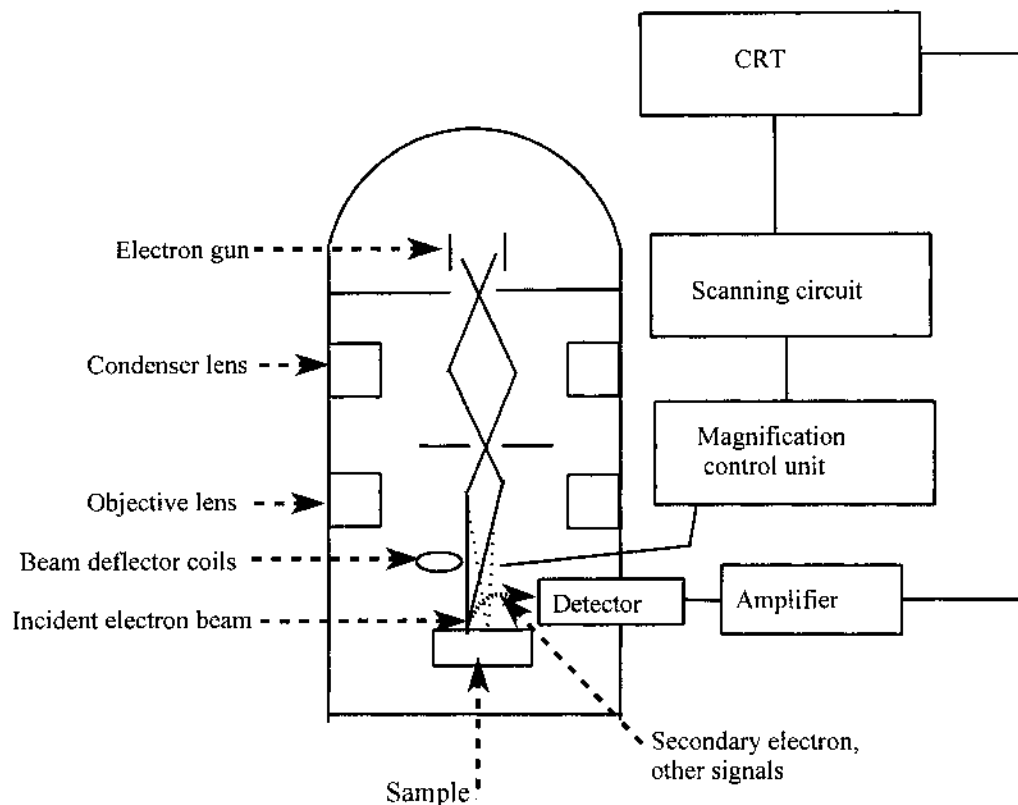 CRT
Electron gun
Scanning circuit
Condenser lens
Magnification
control unit
Objective lens
Beam deflector coils
Detector
Amplifier
Incident electron beam
Secondary electron,
other signals
Sample